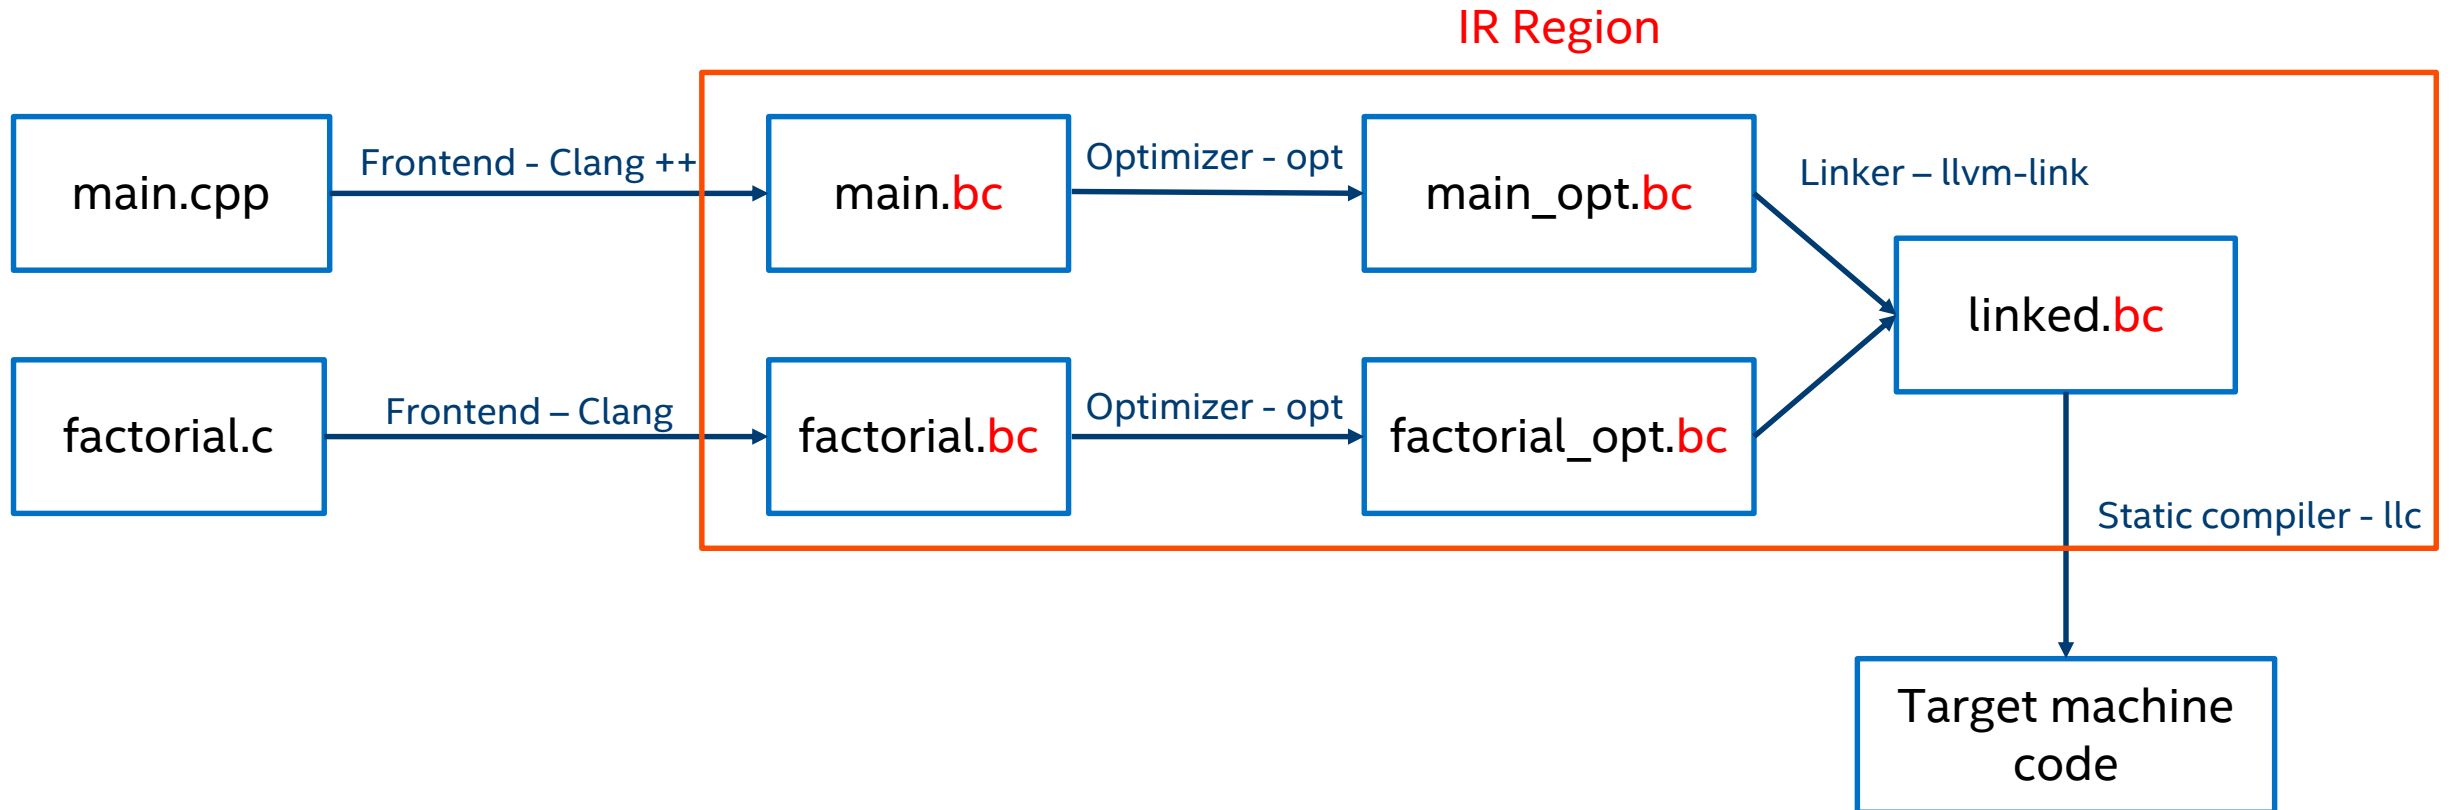 IR Region
main.cpp
Frontend - Clang ++
main.bc
Optimizer - opt
main_opt.bc
Linker – llvm-link
linked.bc
factorial.c
Frontend – Clang
factorial.bc
Optimizer - opt
factorial_opt.bc
Static compiler - llc
Target machine
code